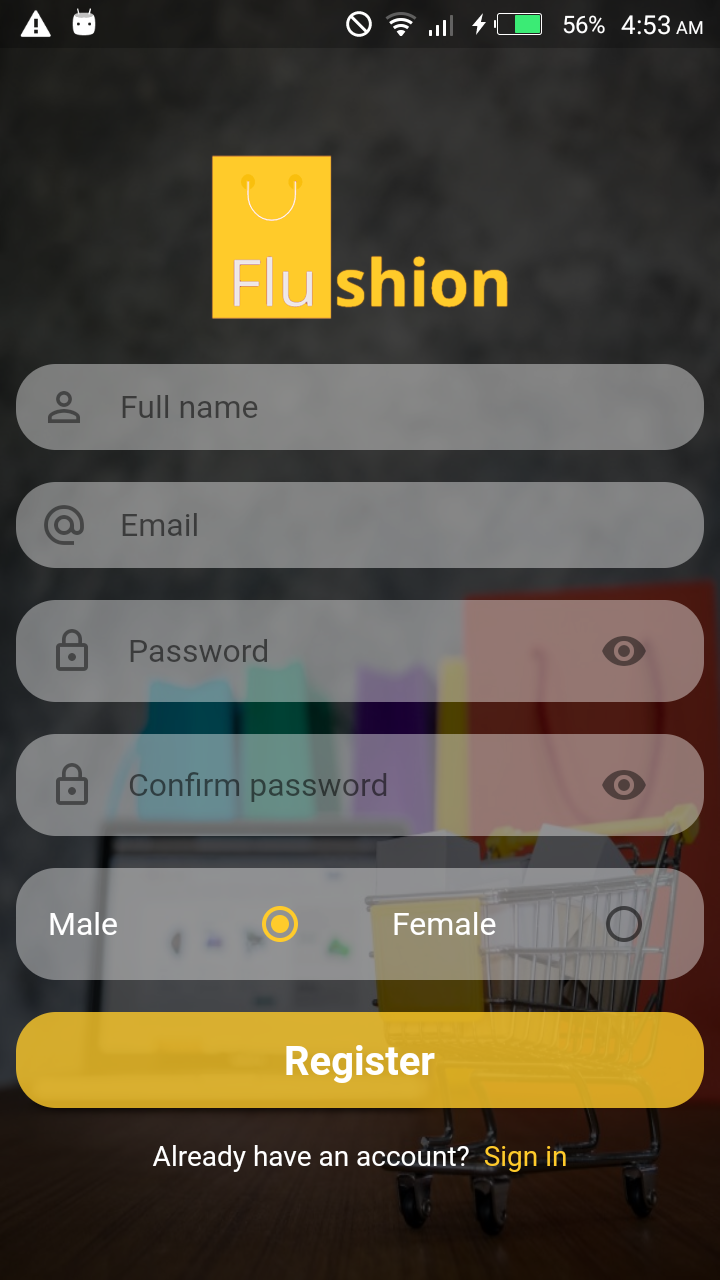 56% 4:53 AM
Flushion
Full name
Email
Password
Confirm password
Male Female
Register
Already have an account? Sign in